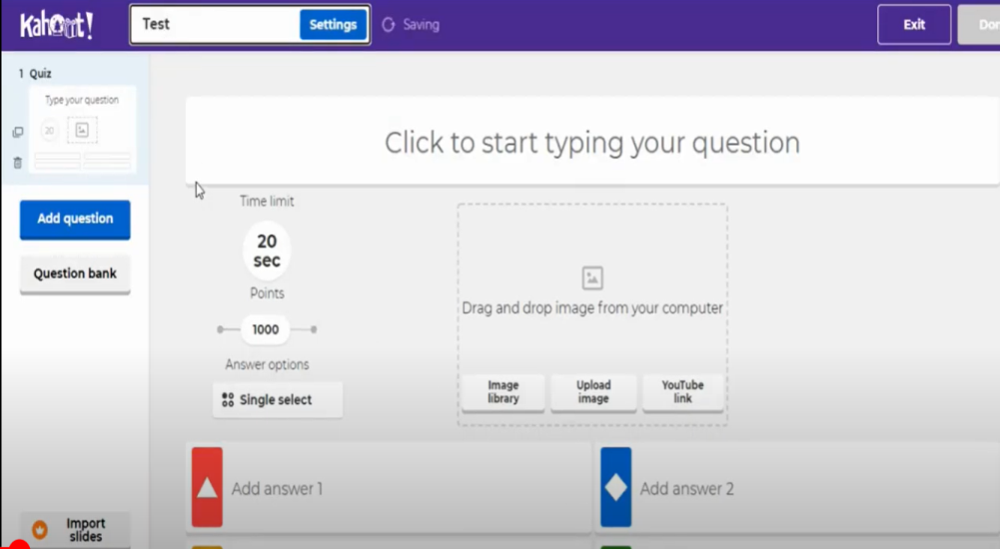 Kahoot!
Test
Settings
Saving
Exit
1 Quiz
Type your question
20
Click to start typing your question
Add question
Question bank
Time limit
20
sec
Points
1000
Answer options
Single select
Drag and drop image from your computer
Image
library
Upload
image
YouTube
link
Add answer 1
Add answer 2
Import
slides